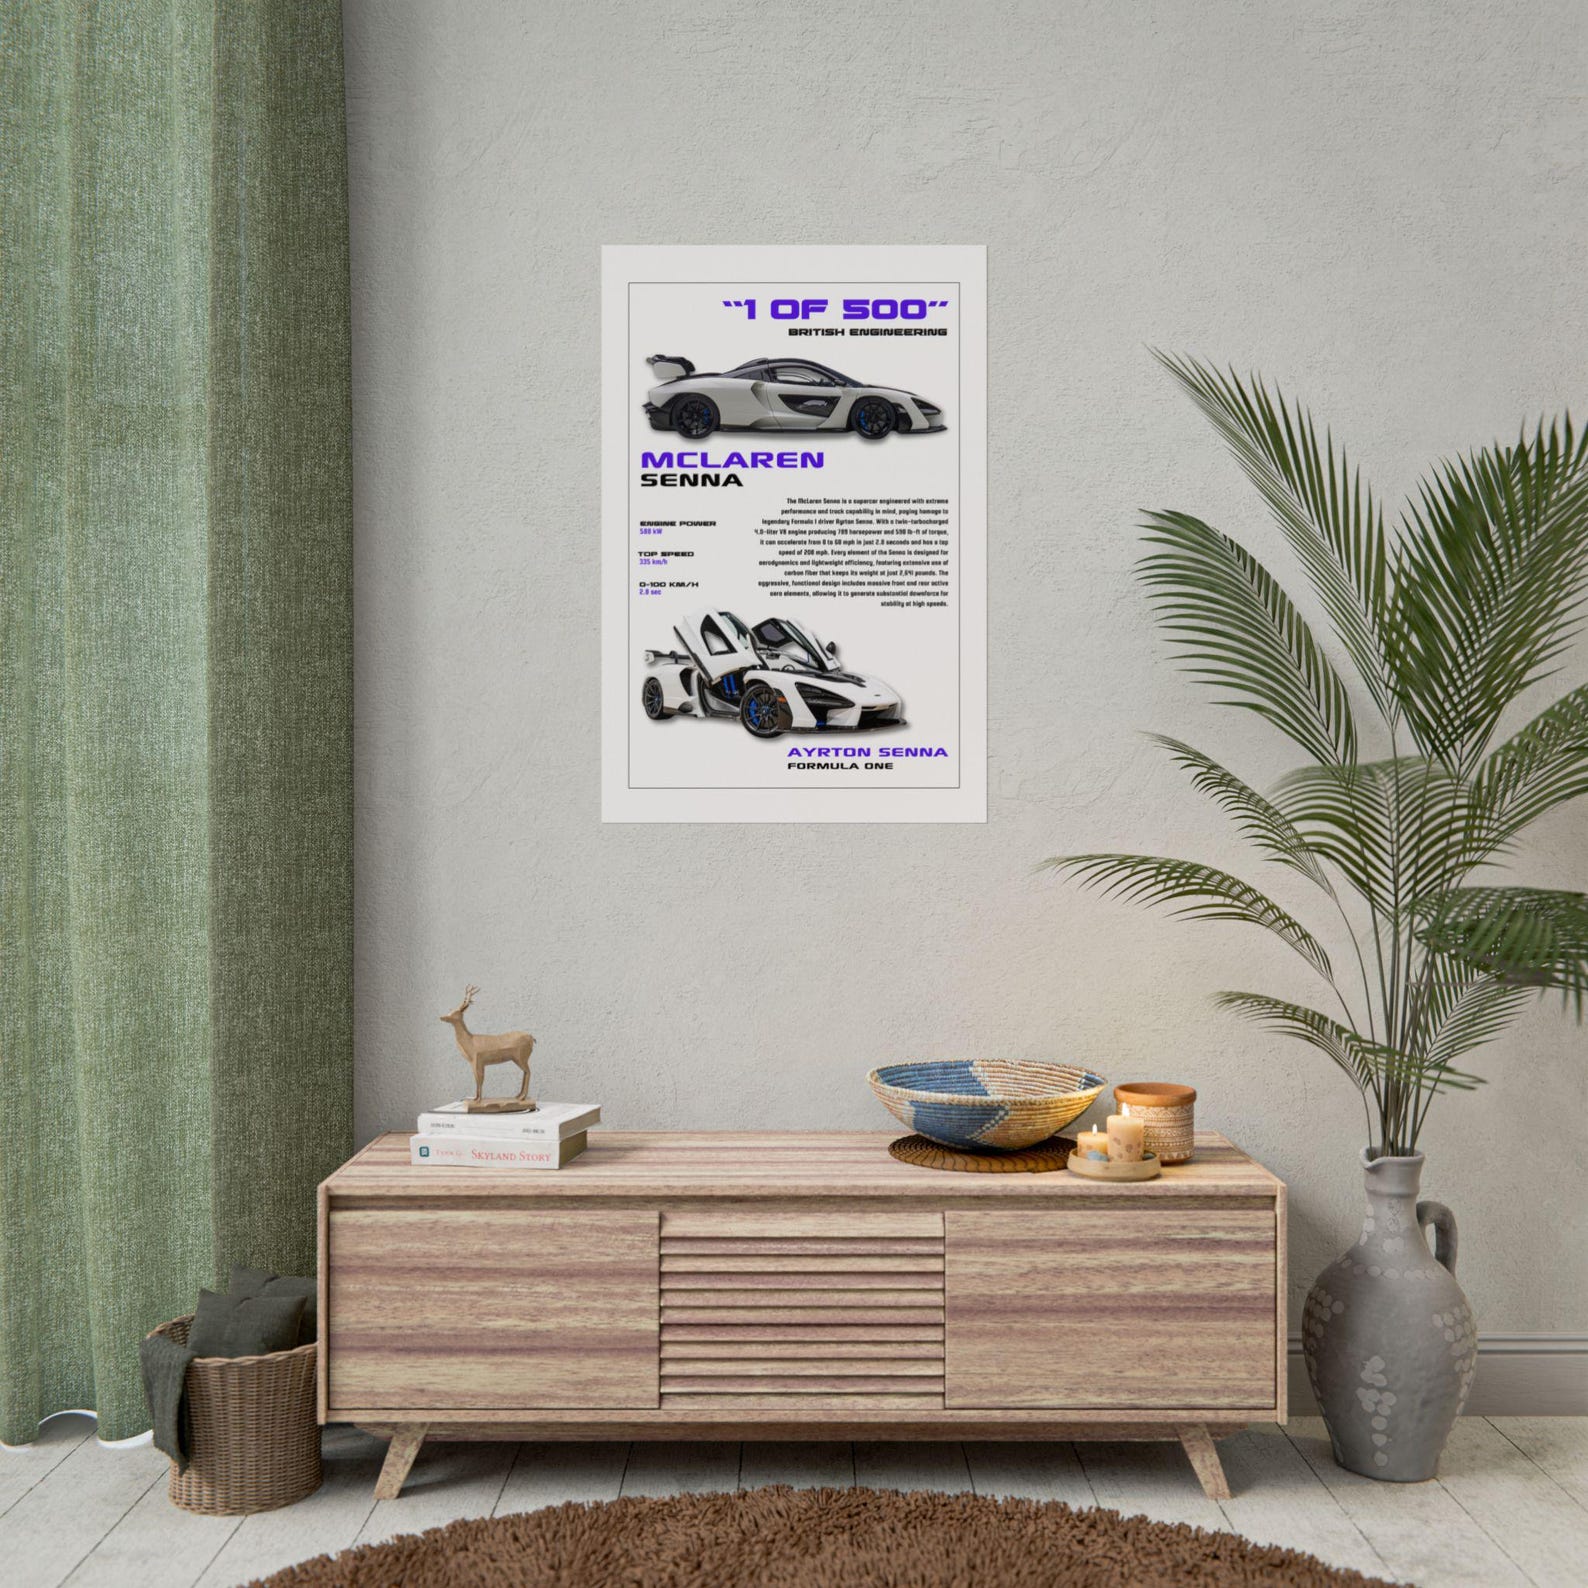 “1 OF 500”
BRITISH ENGINEERING
MCLAREN
SENNA
The McLaren Senna is a supercar engineered with extreme
performance and track capability in mind, paying homage to
legendary Formula 1 driver Ayrton Senna. With a twin-turbocharged
4.0-liter V8 engine producing 789 horsepower and 590 lb-ft of torque,
it can accelerate from 0 to 60 mph in just 2.8 seconds and has a top
speed of 208 mph. Every element of the Senna is designed for
aerodynamics and lightweight efficiency, featuring extensive use of
carbon fiber that keeps its weight at just 2,641 pounds. The
aggressive, functional design includes massive front and rear active
aero elements, allowing it to generate substantial downforce for
stability at high speeds.
ENGINE POWER
588 kW
TOP SPEED
335 km/h
0-100 KM/H
2.8 sec
AYRTON SENNA
FORMULA ONE
SKYLAND STORY